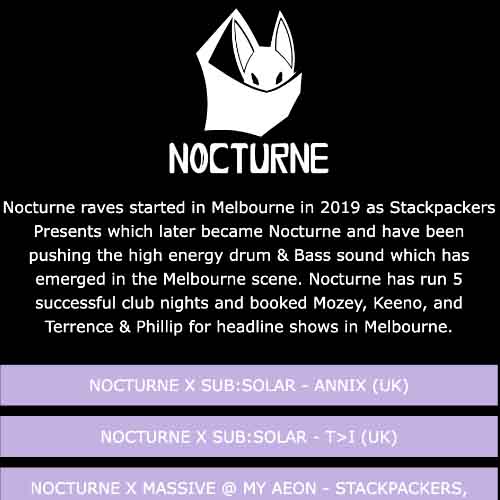 NOCTURNE
Nocturne raves started in Melbourne in 2019 as Stackpackers
Presents which later became Nocturne and have been
pushing the high energy drum & Bass sound which has
emerged in the Melbourne scene. Nocturne has run 5
successful club nights and booked Mozey, Keeno, and
Terrence & Phillip for headline shows in Melbourne.
NOCTURNE X SUB:SOLAR - ANNIX (UK)
NOCTURNE X SUB:SOLAR - T>I (UK)
NOCTURNE X MASSIVE @ MY AEON - STACKPACKERS,